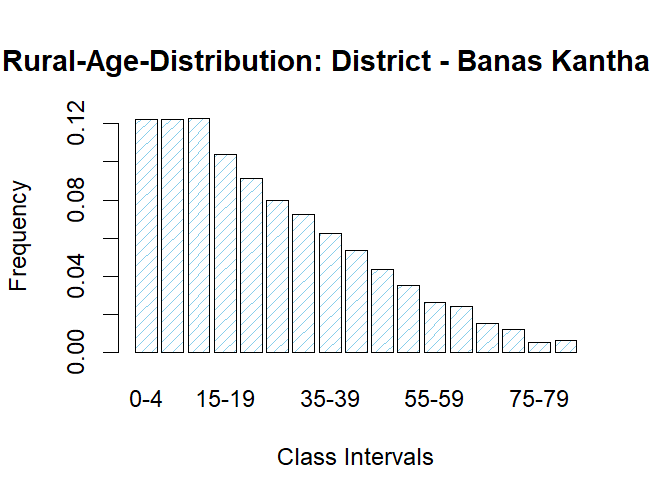 Rural-Age-Distribution: District - Banas Kantha
Frequency
0.12
0.08
0.04
0.00
0-4 15-19 35-39 55-59 75-79
Class Intervals